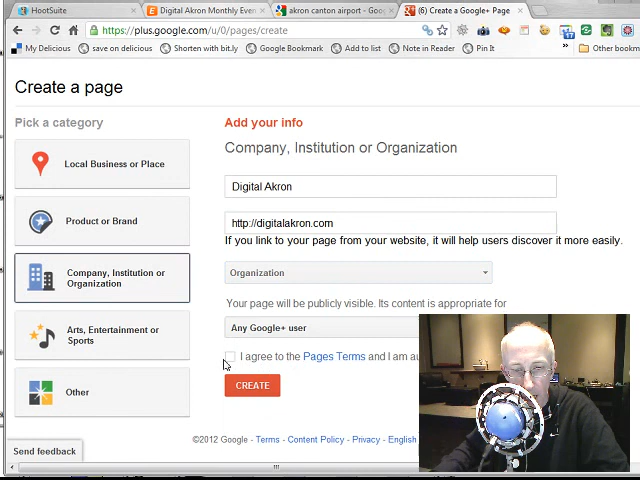 HootSuite
Digital Akron Monthly Even
akron canton airport - Goo
(6) Create a Google+ Page
https://plus.google.com/u/0/pages/create
My Delicious
save on delicious
Shorten with bit.ly
Google Bookmark
Add to list
Note in Reader
Pin It
»
Other bookm
Create a page
Pick a category
Local Business or Place
Product or Brand
Company, Institution or
Organization
Arts, Entertainment or
Sports
Other
Add your info
Company, Institution or Organization
Digital Akron
http://digitalakron.com
If you link to your page from your website, it will help users discover it more easily.
Organization
Your page will be publicly visible. Its content is appropriate for
Any Google+ user
I agree to the Pages Terms and I am au
CREATE
©2012 Google - Terms - Content Policy - Privacy - English
Send feedback